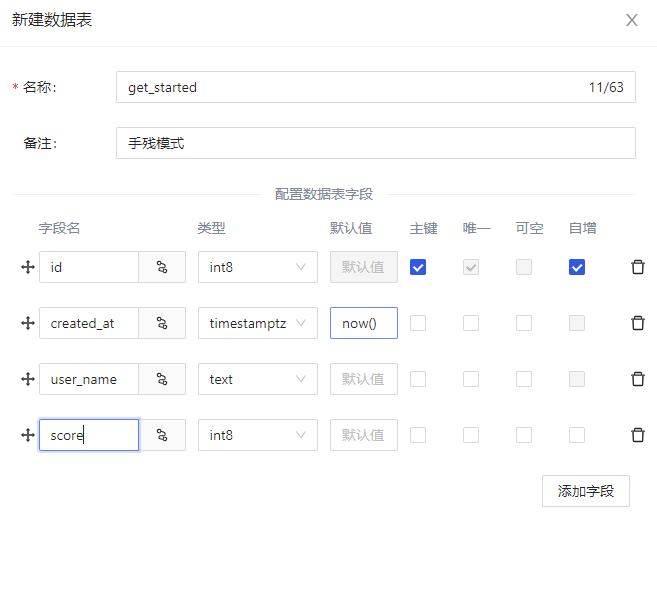 新建数据表
* 名称: get_started 11/63
备注: 手残模式
配置数据表字段
字段名 类型 默认值 主键 唯一 可空 自增
id int8 默认值
created_at timestamptz now()
user_name text 默认值
score int8 默认值
添加字段